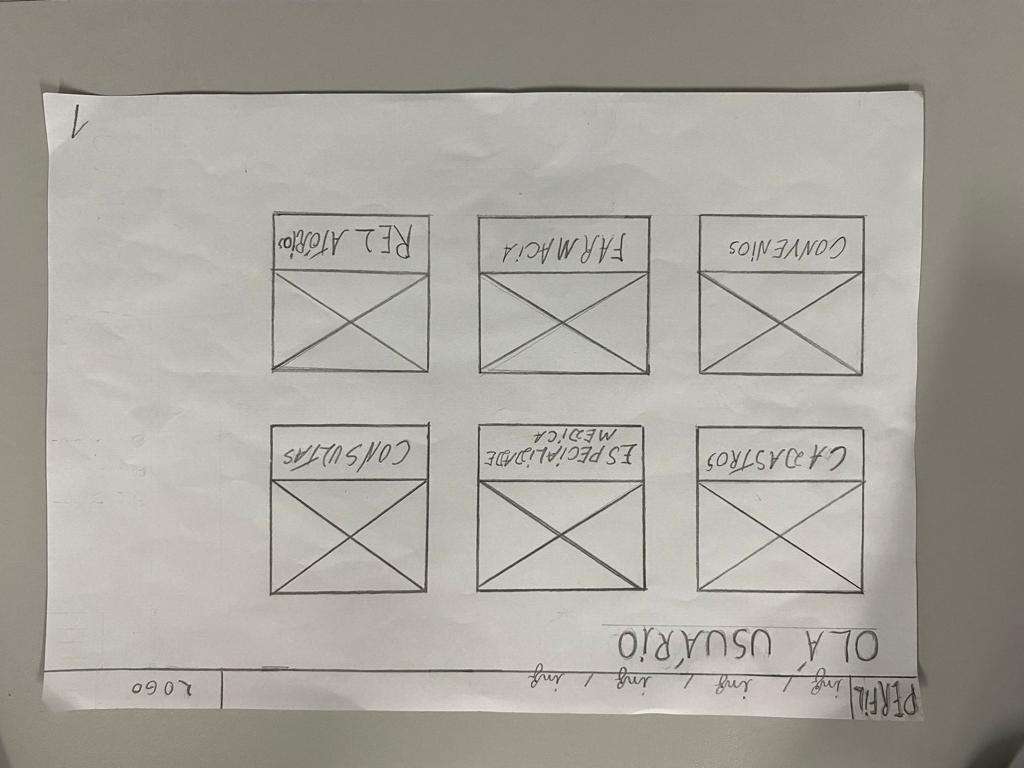 PERFIL inf / inf / inf / inf LOGO
OLÁ USUÁRIO
CADASTROS
ESPECIALIDADE
MEDICA
CONSULTAS
CONVENIOS
FARMACIA
RELATÓRIOS
1